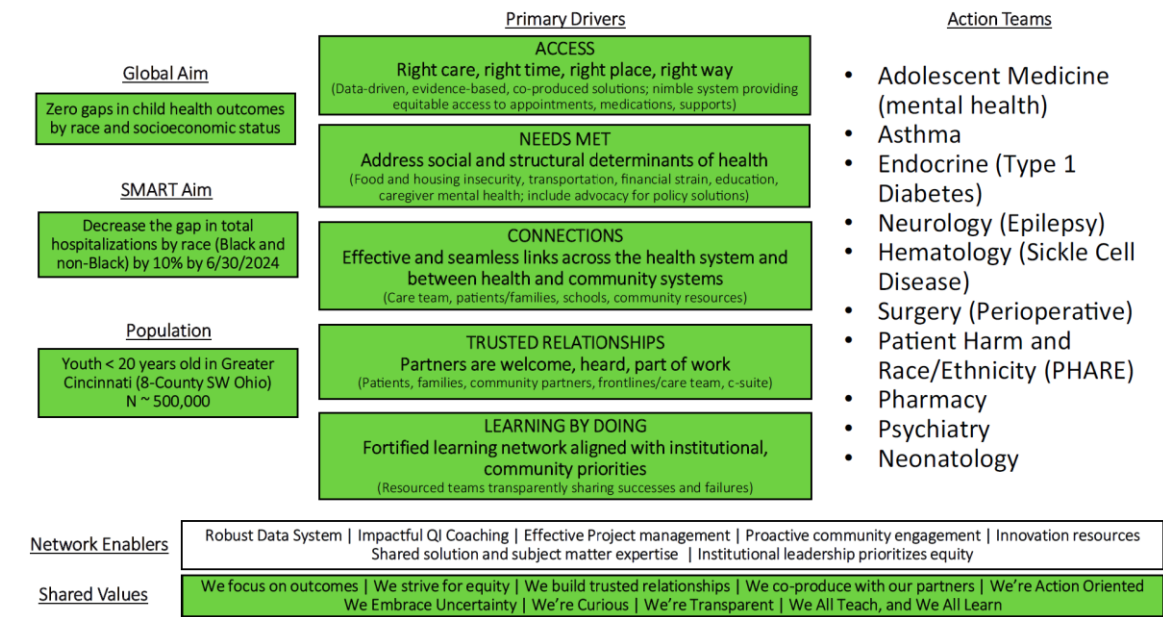 Global Aim
Zero gaps in child health outcomes
by race and socioeconomic status
SMART Aim
Decrease the gap in total
hospitalizations by race (Black and
non-Black) by 10% by 6/30/2024
Population
Youth < 20 years old in Greater
Cincinnati (8-County SW Ohio)
N ~ 500,000
Primary Drivers
ACCESS
Right care, right time, right place, right way
(Data-driven, evidence-based, co-produced solutions; nimble system providing
equitable access to appointments, medications, supports)
NEEDS MET
Address social and structural determinants of health
(Food and housing insecurity, transportation, financial strain, education,
caregiver mental health; include advocacy for policy solutions)
CONNECTIONS
Effective and seamless links across the health system and
between health and community systems
(Care team, patients/families, schools, community resources)
TRUSTED RELATIONSHIPS
Partners are welcome, heard, part of work
(Patients, families, community partners, frontlines/care team, c-suite)
LEARNING BY DOING
Fortified learning network aligned with institutional,
community priorities
(Resourced teams transparently sharing successes and failures)
Action Teams
• Adolescent Medicine
(mental health)
• Asthma
• Endocrine (Type 1
Diabetes)
• Neurology (Epilepsy)
• Hematology (Sickle Cell
Disease)
• Surgery (Perioperative)
• Patient Harm and
Race/Ethnicity (PHARE)
• Pharmacy
• Psychiatry
• Neonatology
Network Enablers
Robust Data System | Impactful QI Coaching | Effective Project management | Proactive community engagement | Innovation resources
Shared solution and subject matter expertise | Institutional leadership prioritizes equity
Shared Values
We focus on outcomes | We strive for equity | We build trusted relationships | We co-produce with our partners | We're Action Oriented
We Embrace Uncertainty | We're Curious | We're Transparent | We All Teach, and We All Learn